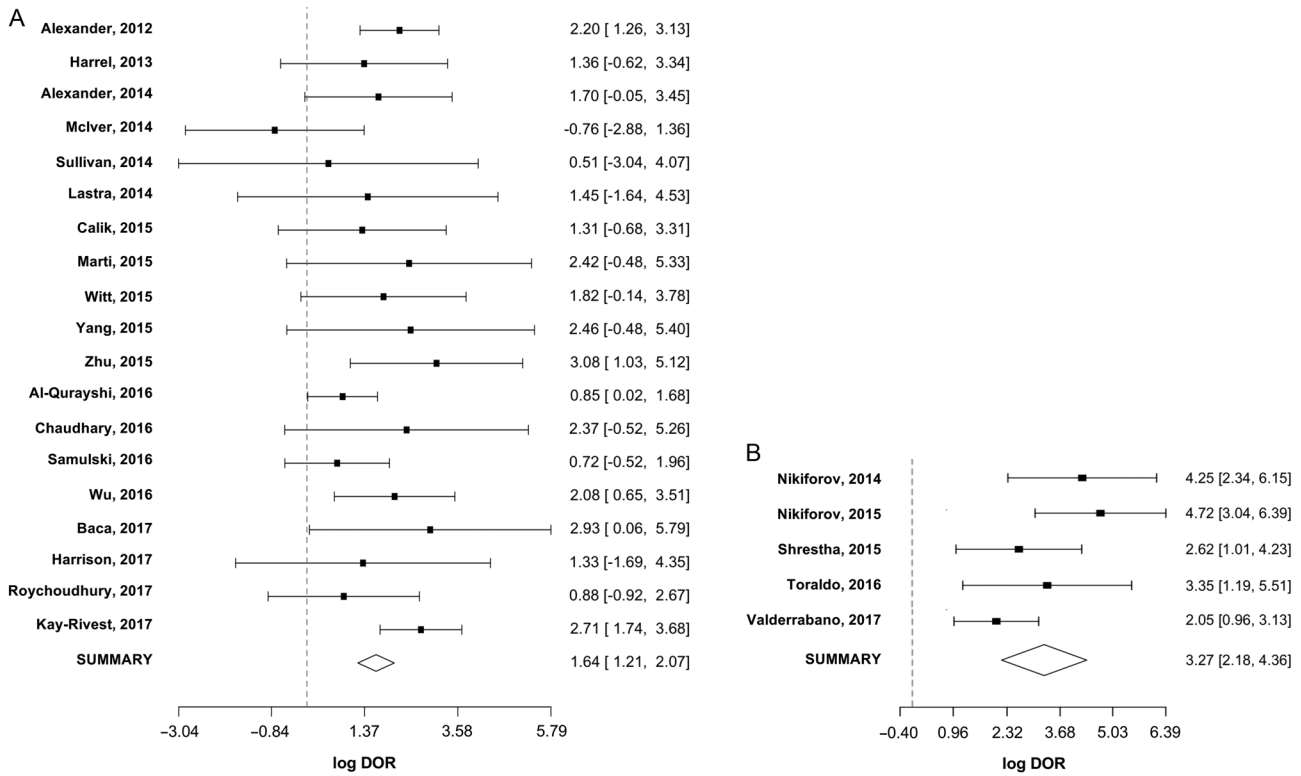 A
Alexander, 2012 2.20 [ 1.26, 3.13]
Harrel, 2013 1.36 [-0.62, 3.34]
Alexander, 2014 1.70 [-0.05, 3.45]
McIver, 2014 -0.76 [-2.88, 1.36]
Sullivan, 2014 0.51 [-3.04, 4.07]
Lastra, 2014 1.45 [-1.64, 4.53]
Calik, 2015 1.31 [-0.68, 3.31]
Marti, 2015 2.42 [-0.48, 5.33]
Witt, 2015 1.82 [-0.14, 3.78]
Yang, 2015 2.46 [-0.48, 5.40]
Zhu, 2015 3.08 [ 1.03, 5.12]
Al-Qurayshi, 2016 0.85 [ 0.02, 1.68]
Chaudhary, 2016 2.37 [-0.52, 5.26]
Samulski, 2016 0.72 [-0.52, 1.96]
Wu, 2016 2.08 [ 0.65, 3.51]
Baca, 2017 2.93 [ 0.06, 5.79]
Harrison, 2017 1.33 [-1.69, 4.35]
Roychoudhury, 2017 0.88 [-0.92, 2.67]
Kay-Rivest, 2017 2.71 [ 1.74, 3.68]
SUMMARY 1.64 [ 1.21, 2.07]
−3.04 −0.84 1.37 3.58 5.79
log DOR
B
Nikiforov, 2014 4.25 [2.34, 6.15]
Nikiforov, 2015 4.72 [3.04, 6.39]
Shrestha, 2015 2.62 [1.01, 4.23]
Toraldo, 2016 3.35 [1.19, 5.51]
Valderrabano, 2017 2.05 [0.96, 3.13]
SUMMARY 3.27 [2.18, 4.36]
−0.40 0.96 2.32 3.68 5.03 6.39
log DOR